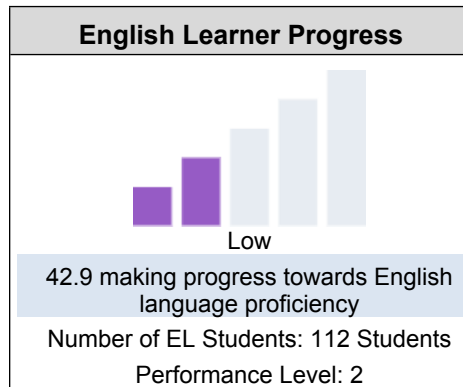 English Learner Progress
Low
42.9 making progress towards English
language proficiency
Number of EL Students: 112 Students
Performance Level: 2